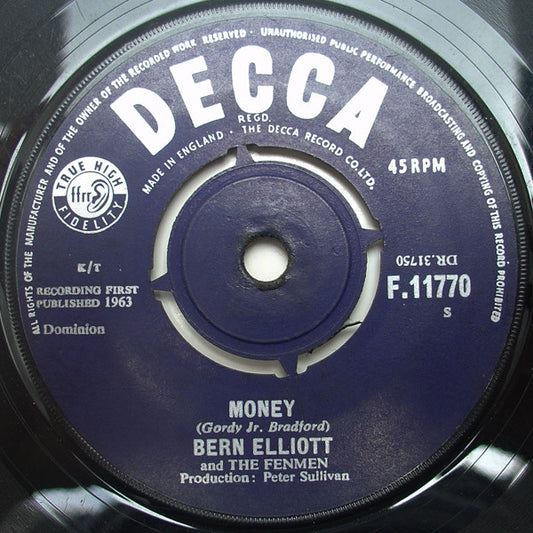 ALL RIGHTS OF THE MANUFACTURER AND OF THE OWNER OF THE RECORDED WORK RESERVED · UNAUTHORISED PUBLIC PERFORMANCE BROADCASTING AND COPYING OF THIS RECORD PROHIBITED
DECCA
REGD.
MADE IN ENGLAND · THE DECCA RECORD CO. LTD.
TRUE HIGH
ffrr
FIDELITY
45 RPM
DR.31750
F.11770
S
K/T
RECORDING FIRST
PUBLISHED 1963
Dominion
MONEY
(Gordy Jr. Bradford)
BERN ELLIOTT
and THE FENMEN
Production: Peter Sullivan